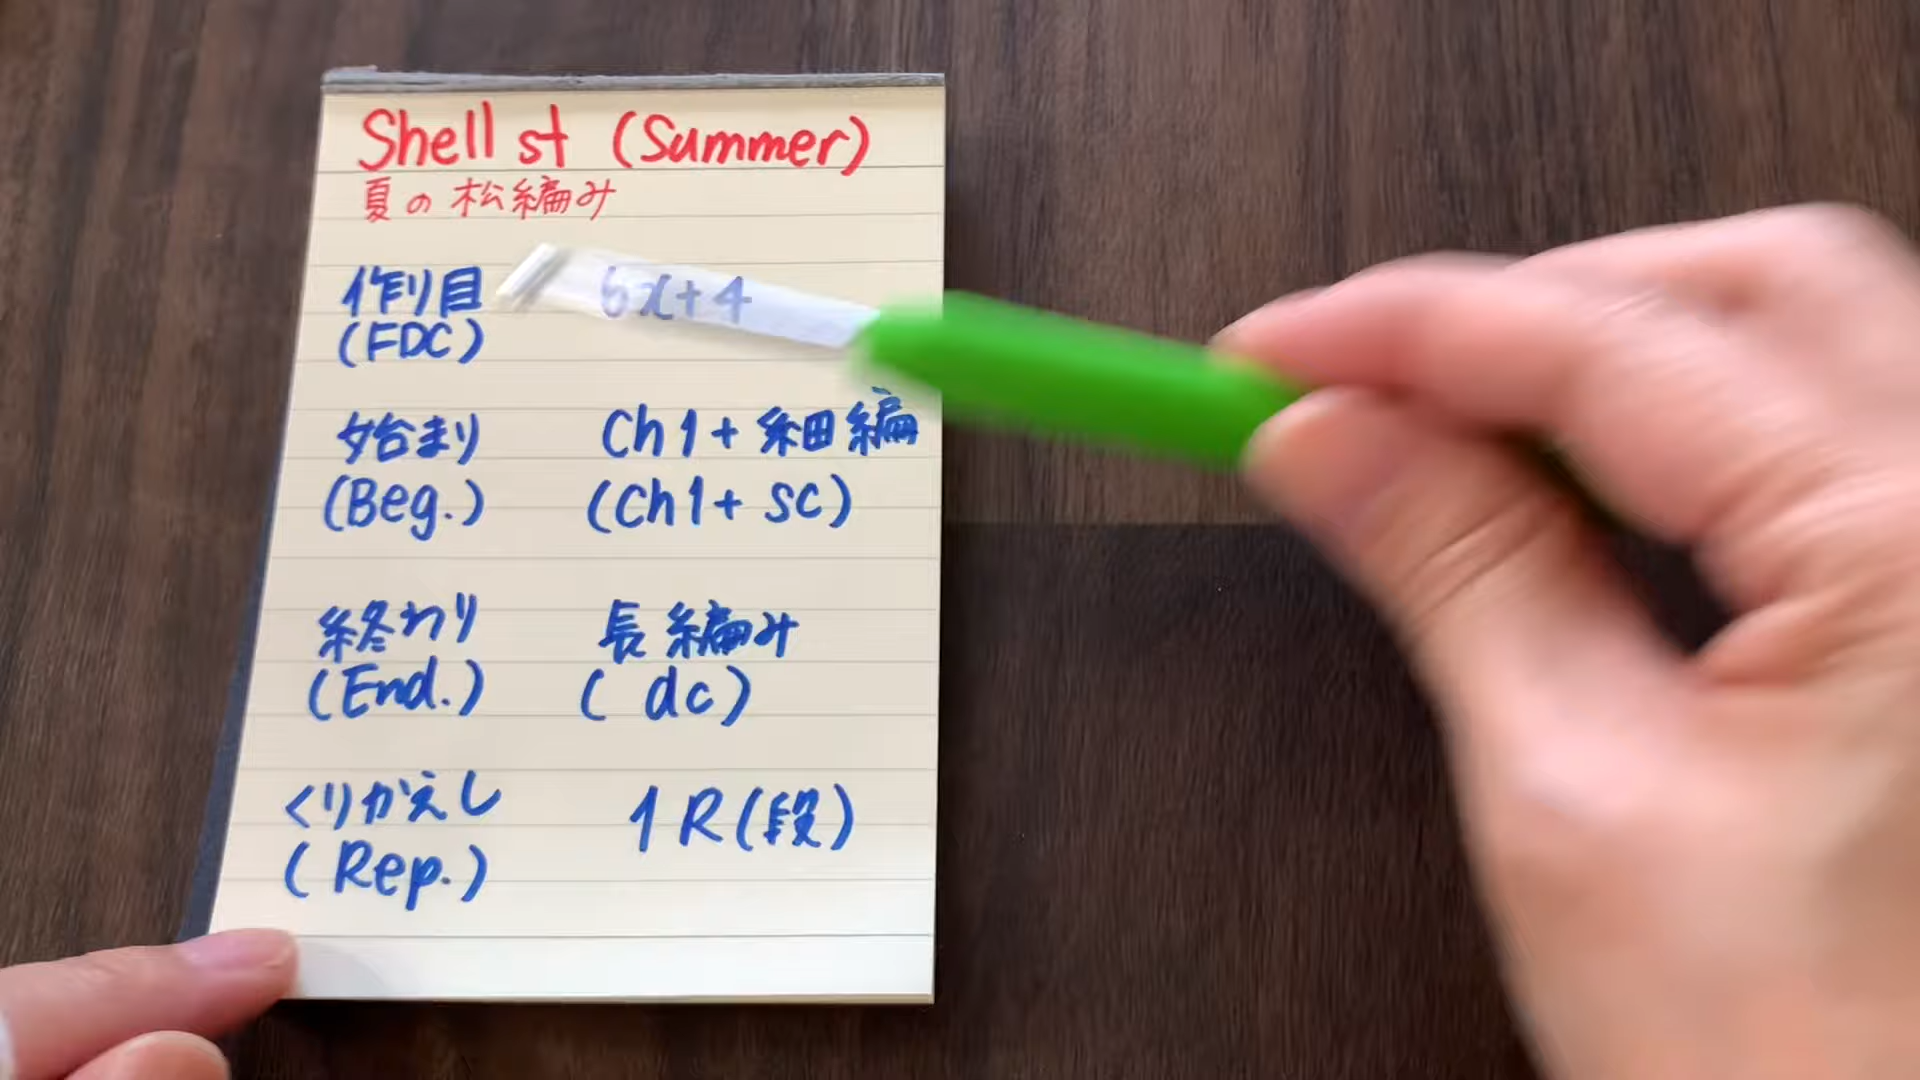 Shell st (Summer)
夏の松編み
作り目 6x+4
(FDC)
始まり Ch1+細編
(Beg.) (Ch1+ sc)
終わり 長編み
(End.) ( dc)
くりかえし 1R(段)
(Rep.)